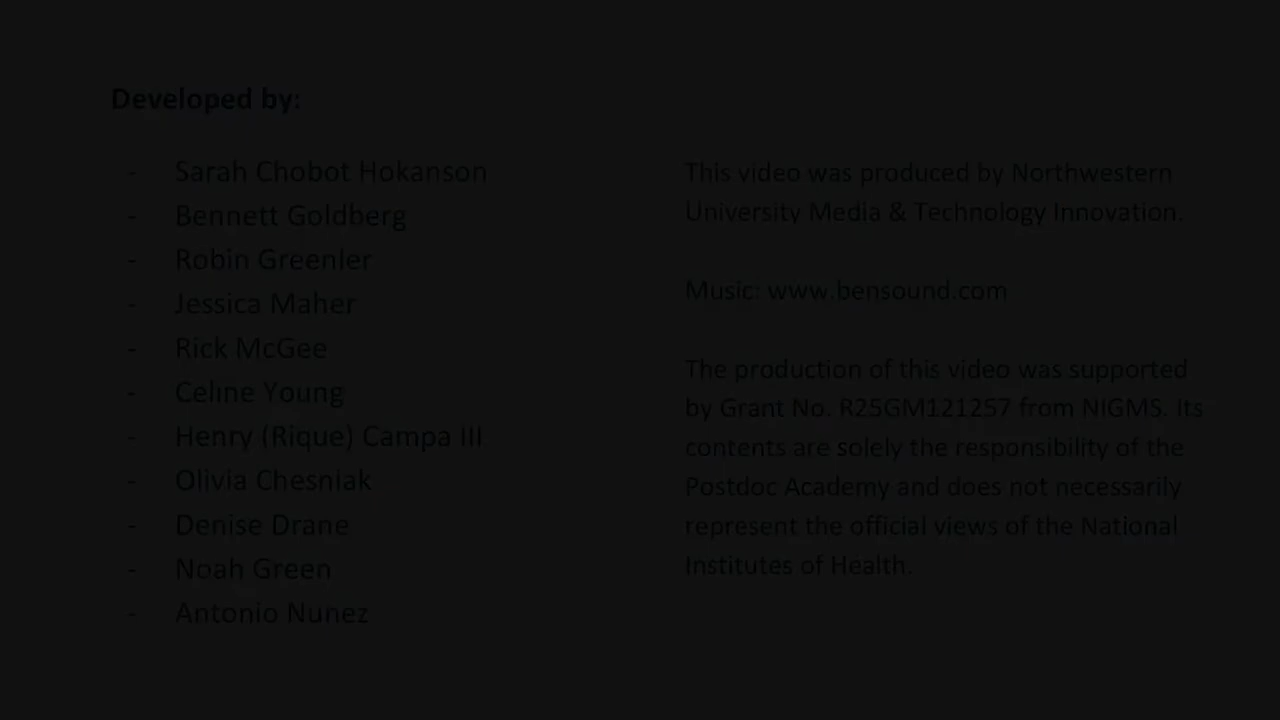 Developed by:
- Sarah Chobot Hokanson
- Bennett Goldberg
- Robin Greenler
- Jessica Maher
- Rick McGee
- Celine Young
- Henry (Rique) Campa III
- Olivia Chesniak
- Denise Drane
- Noah Green
- Antonio Nunez
This video was produced by Northwestern
University Media & Technology Innovation.
Music: www.bensound.com
The production of this video was supported
by Grant No. R25GM121257 from NIGMS. Its
contents are solely the responsibility of the
Postdoc Academy and does not necessarily
represent the official views of the National
Institutes of Health.